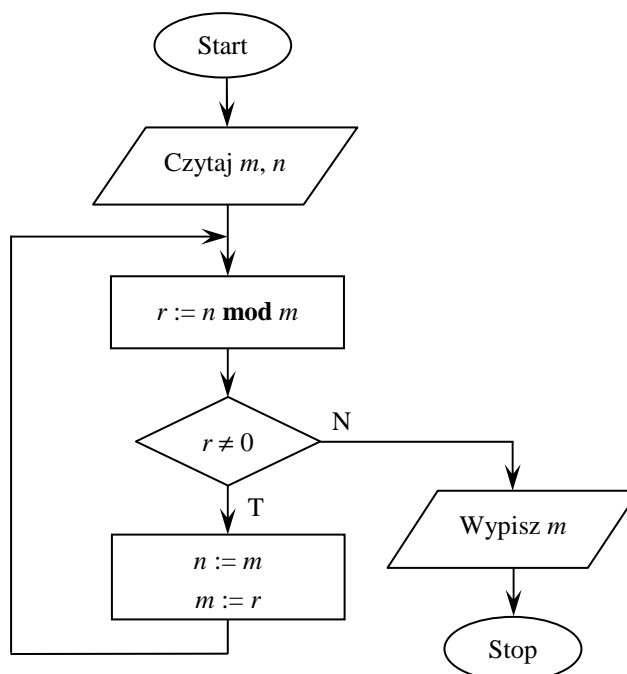 Start
Czytaj m, n
r := n mod m
r ≠ 0
N
T
n := m
m := r
Wypisz m
Stop